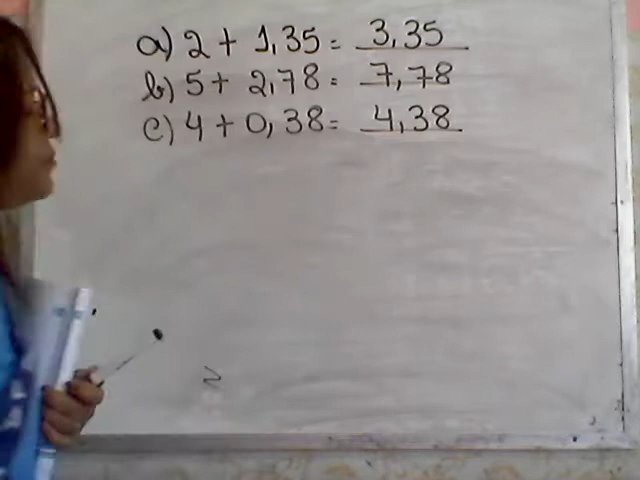 a) 2 + 1,35 = 3,35
b) 5 + 2,78 = 7,78
c) 4 + 0,38 = 4,38